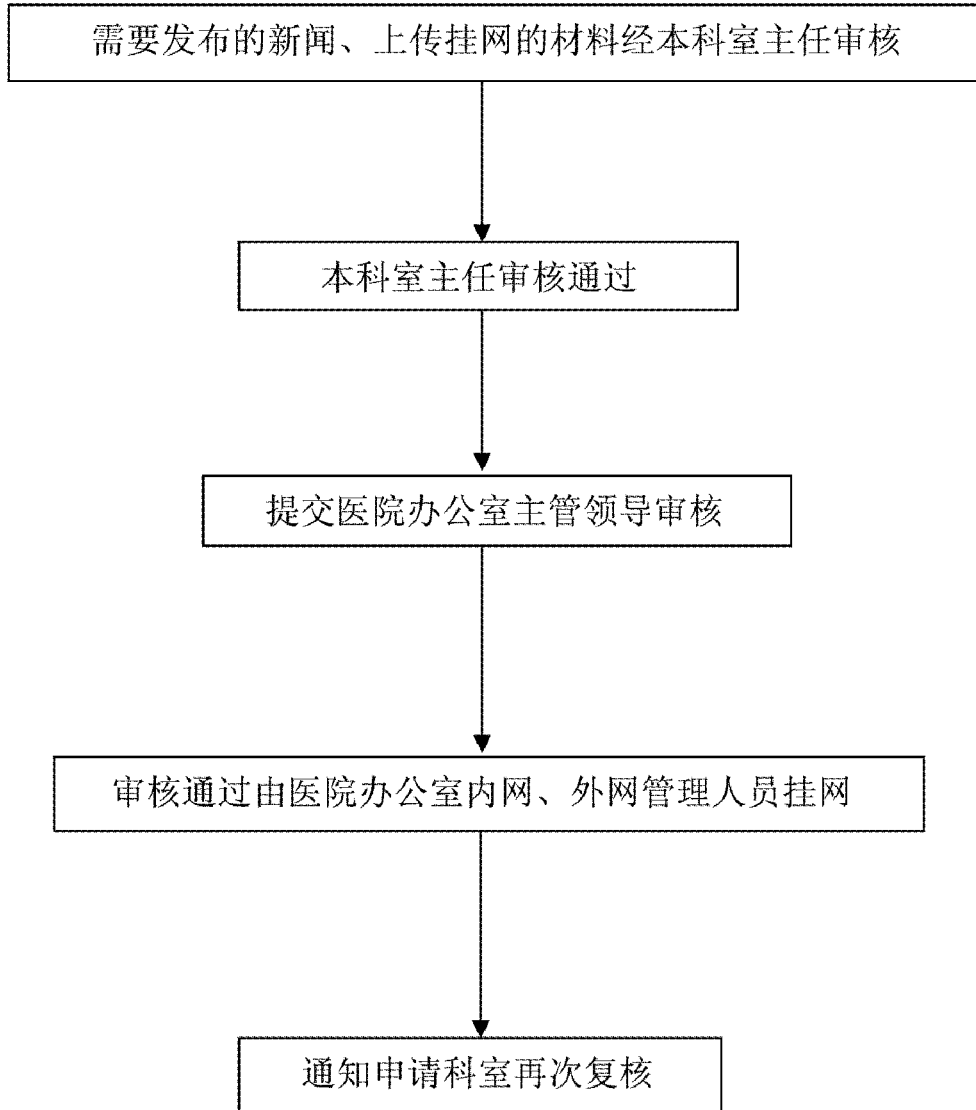 需要发布的新闻、上传挂网的材料经本科室主任审核
本科室主任审核通过
提交医院办公室主管领导审核
审核通过由医院办公室内网、外网管理人员挂网
通知申请科室再次复核